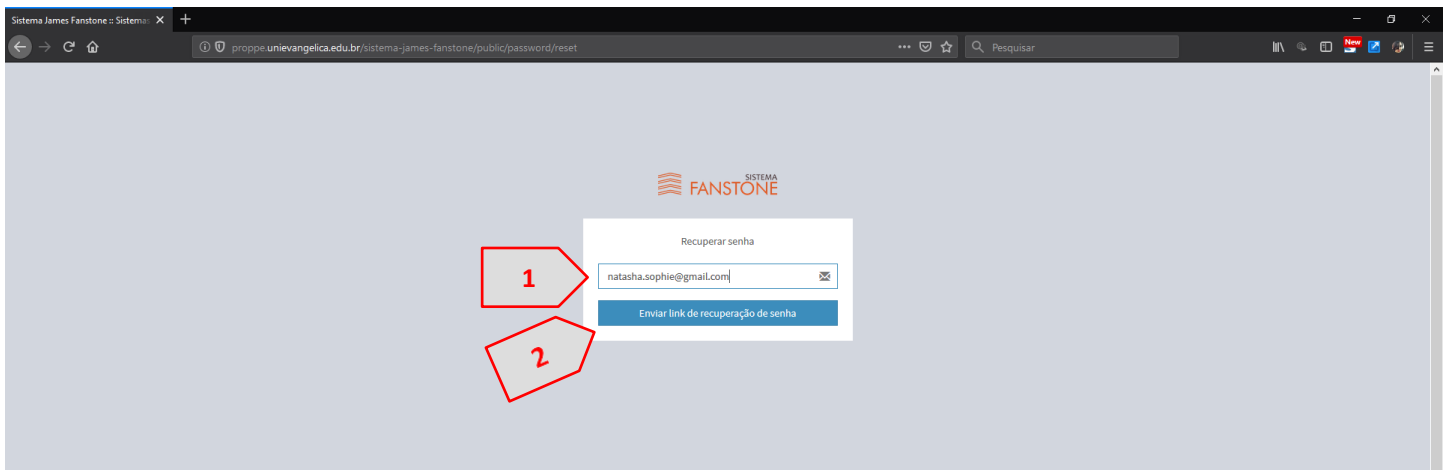 Sistema James Fanstone :: Sistemas
proppe.unievangelica.edu.br/sistema-james-fanstone/public/password/reset
Pesquisar
New
SISTEMA
FANSTONE
Recuperar senha
1
natasha.sophie@gmail.com
Enviar link de recuperação de senha
2